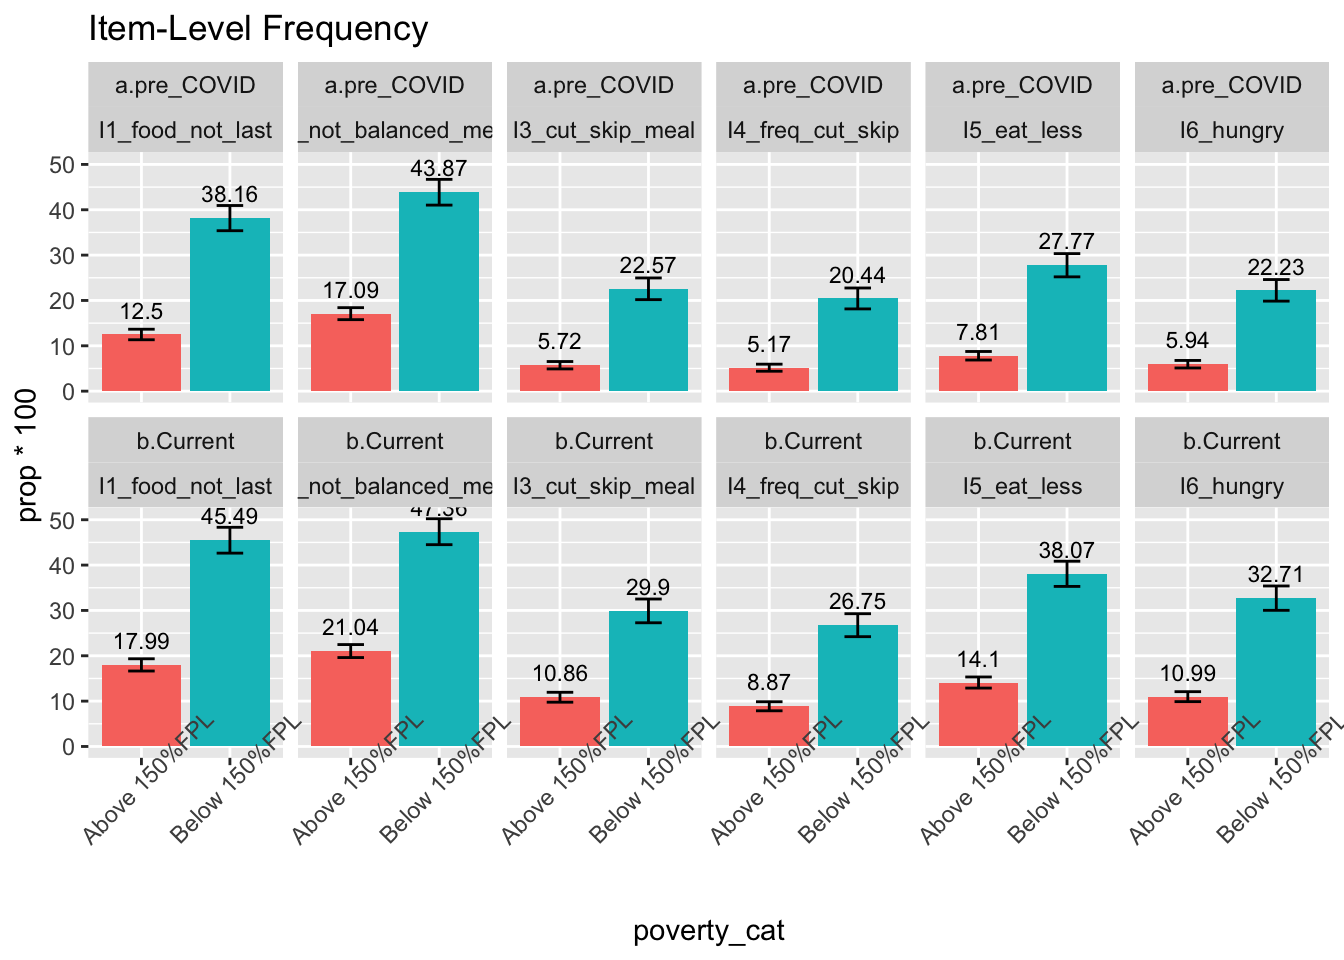 Item-Level Frequency
a.pre_COVID a.pre_COVID a.pre_COVID a.pre_COVID a.pre_COVID a.pre_COVID
I1_food_not_last _not_balanced_me I3_cut_skip_meal I4_freq_cut_skip I5_eat_less I6_hungry
50
40
30
20
10
0
12.5 38.16 17.09 43.87 5.72 22.57 5.17 20.44 7.81 27.77 5.94 22.23
prop * 100
b.Current b.Current b.Current b.Current b.Current b.Current
I1_food_not_last _not_balanced_me I3_cut_skip_meal I4_freq_cut_skip I5_eat_less I6_hungry
50
40
30
20
10
0
17.99 45.49 21.04 47.36 10.86 29.9 8.87 26.75 14.1 38.07 10.99 32.71
Above 150%FPL Below 150%FPL Above 150%FPL Below 150%FPL Above 150%FPL Below 150%FPL Above 150%FPL Below 150%FPL Above 150%FPL Below 150%FPL Above 150%FPL Below 150%FPL
poverty_cat